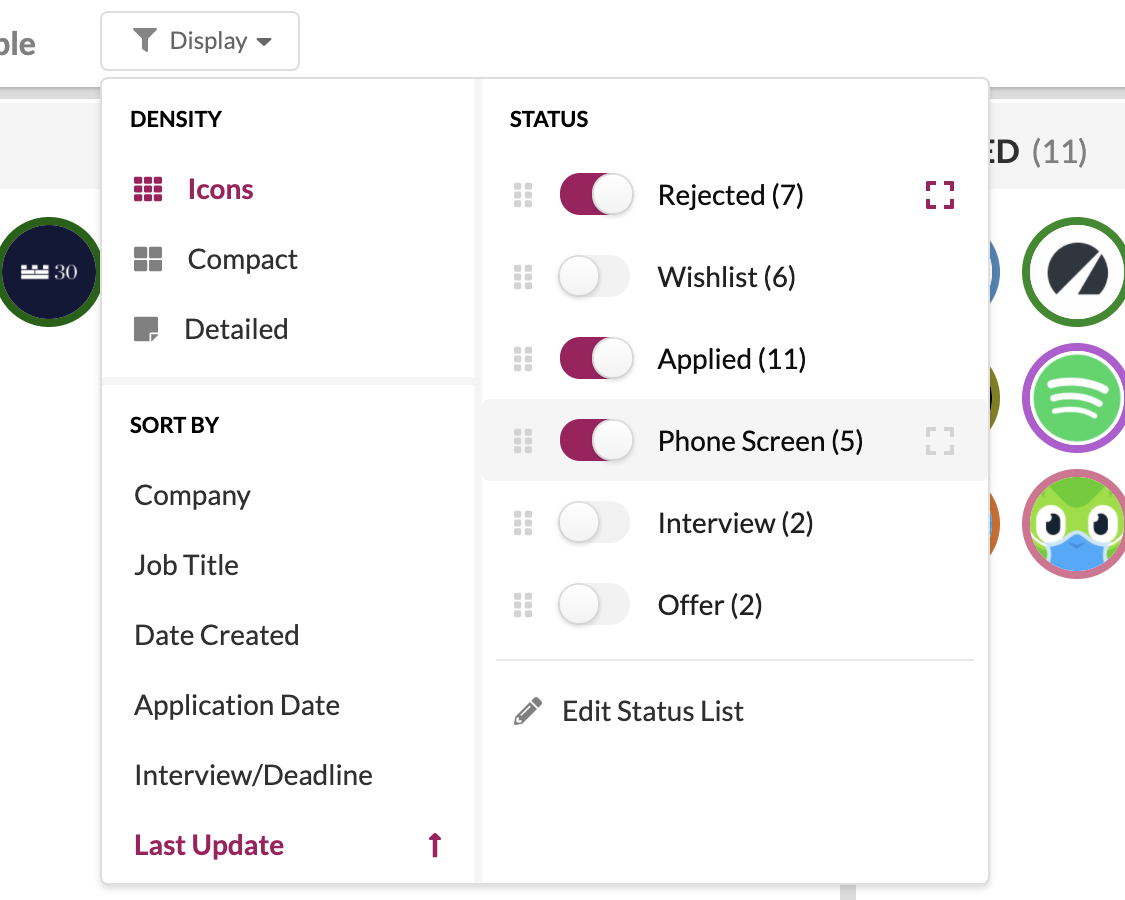 ple
Display
DENSITY
Icons
Compact
Detailed
SORT BY
Company
Job Title
Date Created
Application Date
Interview/Deadline
Last Update
STATUS
Rejected (7)
Wishlist (6)
Applied (11)
Phone Screen (5)
Interview (2)
Offer (2)
Edit Status List
ED (11)
30